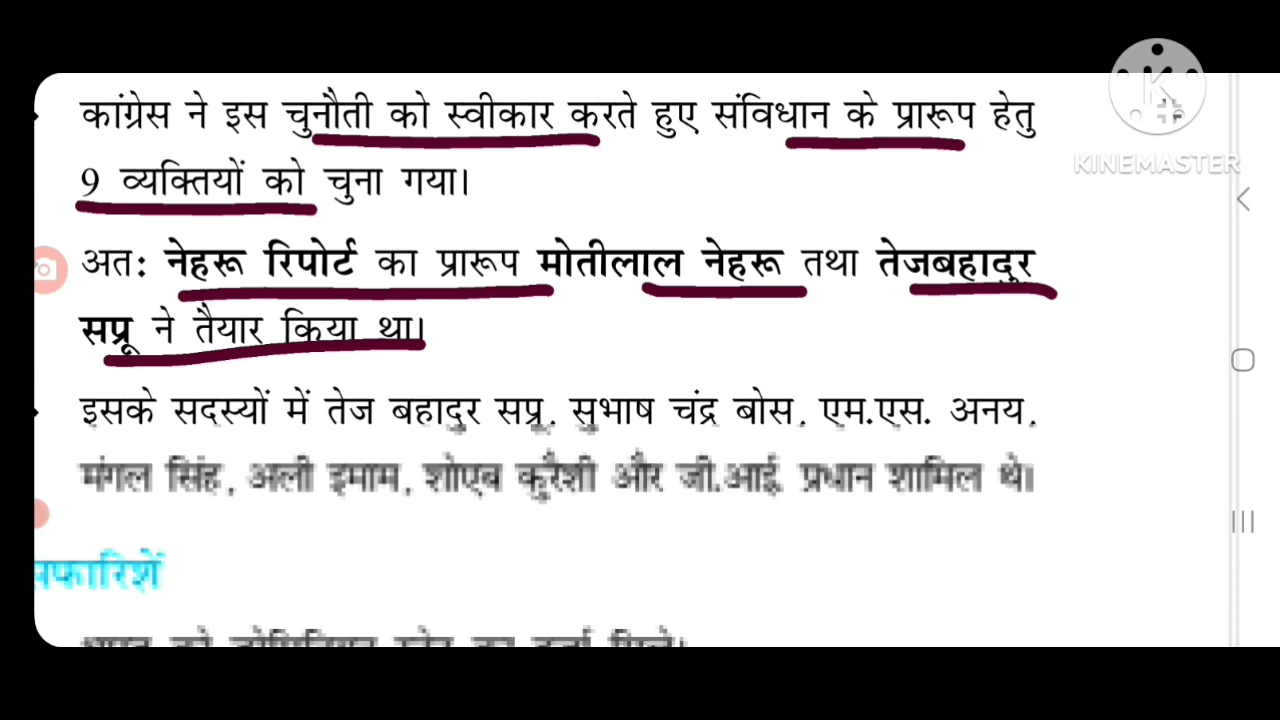 कांग्रेस ने इस चुनौती को स्वीकार करते हुए संविधान के प्रारूप हेतु
9 व्यक्तियों को चुना गया।
अतः नेहरू रिपोर्ट का प्रारूप मोतीलाल नेहरू तथा तेजबहादुर
सप्रू ने तैयार किया था।
इसके सदस्यों में तेज बहादुर सप्रू, सुभाष चंद्र बोस, एम.एस. अनय,
मंगल सिंह, अली इमाम, शोएब कुरैशी और जी.आई. प्रधान शामिल थे।
KINEMASTER